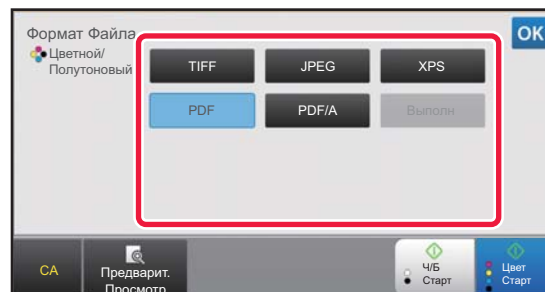 Формат Файла
OK
Цветной/
Полутоновый
TIFF
JPEG
XPS
PDF
PDF/A
Выполн
CA
Предварит.
Просмотр
Ч/Б
Старт
Цвет
Старт